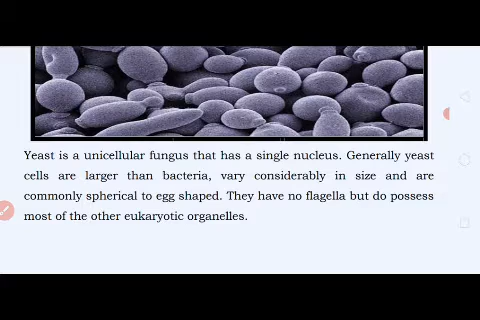 Yeast is a unicellular fungus that has a single nucleus. Generally yeast
cells are larger than bacteria, vary considerably in size and are
commonly spherical to egg shaped. They have no flagella but do possess
most of the other eukaryotic organelles.